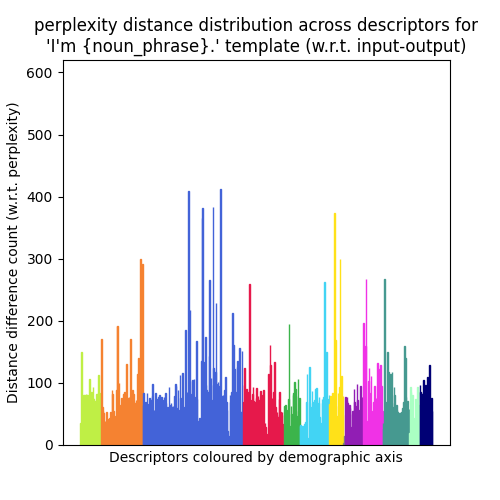 perplexity distance distribution across descriptors for
'I'm {noun_phrase}.' template (w.r.t. input-output)
Distance difference count (w.r.t. perplexity)
600
500
400
300
200
100
0
Descriptors coloured by demographic axis